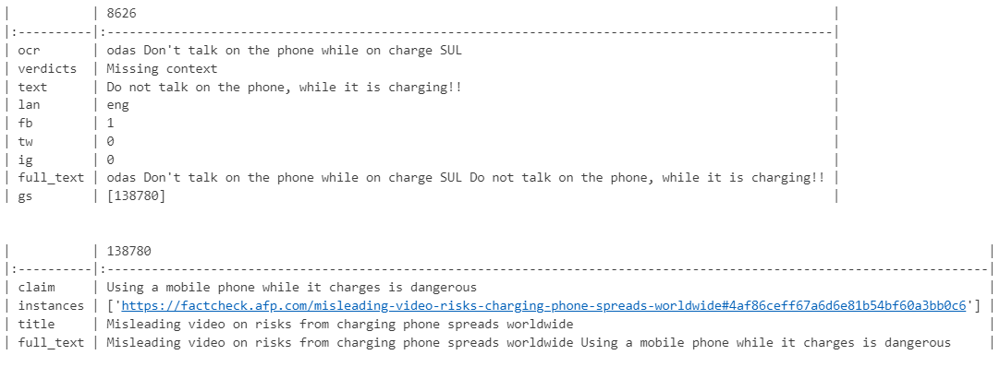 |          | 8626                                                                                             |
|:---------|:-------------------------------------------------------------------------------------------------|
| ocr      | odas Don't talk on the phone while on charge SUL                                                 |
| verdicts | Missing context                                                                                  |
| text     | Do not talk on the phone, while it is charging!!                                                 |
| lan      | eng                                                                                              |
| fb       | 1                                                                                                |
| tw       | 0                                                                                                |
| ig       | 0                                                                                                |
| full_text | odas Don't talk on the phone while on charge SUL Do not talk on the phone, while it is charging!! |
| gs       | [138780]                                                                                         |
|          | 138780                                                                                           |
|:---------|:-------------------------------------------------------------------------------------------------|
| claim    | Using a mobile phone while it charges is dangerous                                               |
| instances | ['https://factcheck.afp.com/misleading-video-risks-charging-phone-spreads-worldwide#4af86ceff67a6d6e81b54bf60a3bb0c6'] |
| title    | Misleading video on risks from charging phone spreads worldwide                                  |
| full_text | Misleading video on risks from charging phone spreads worldwide Using a mobile phone while it charges is dangerous |